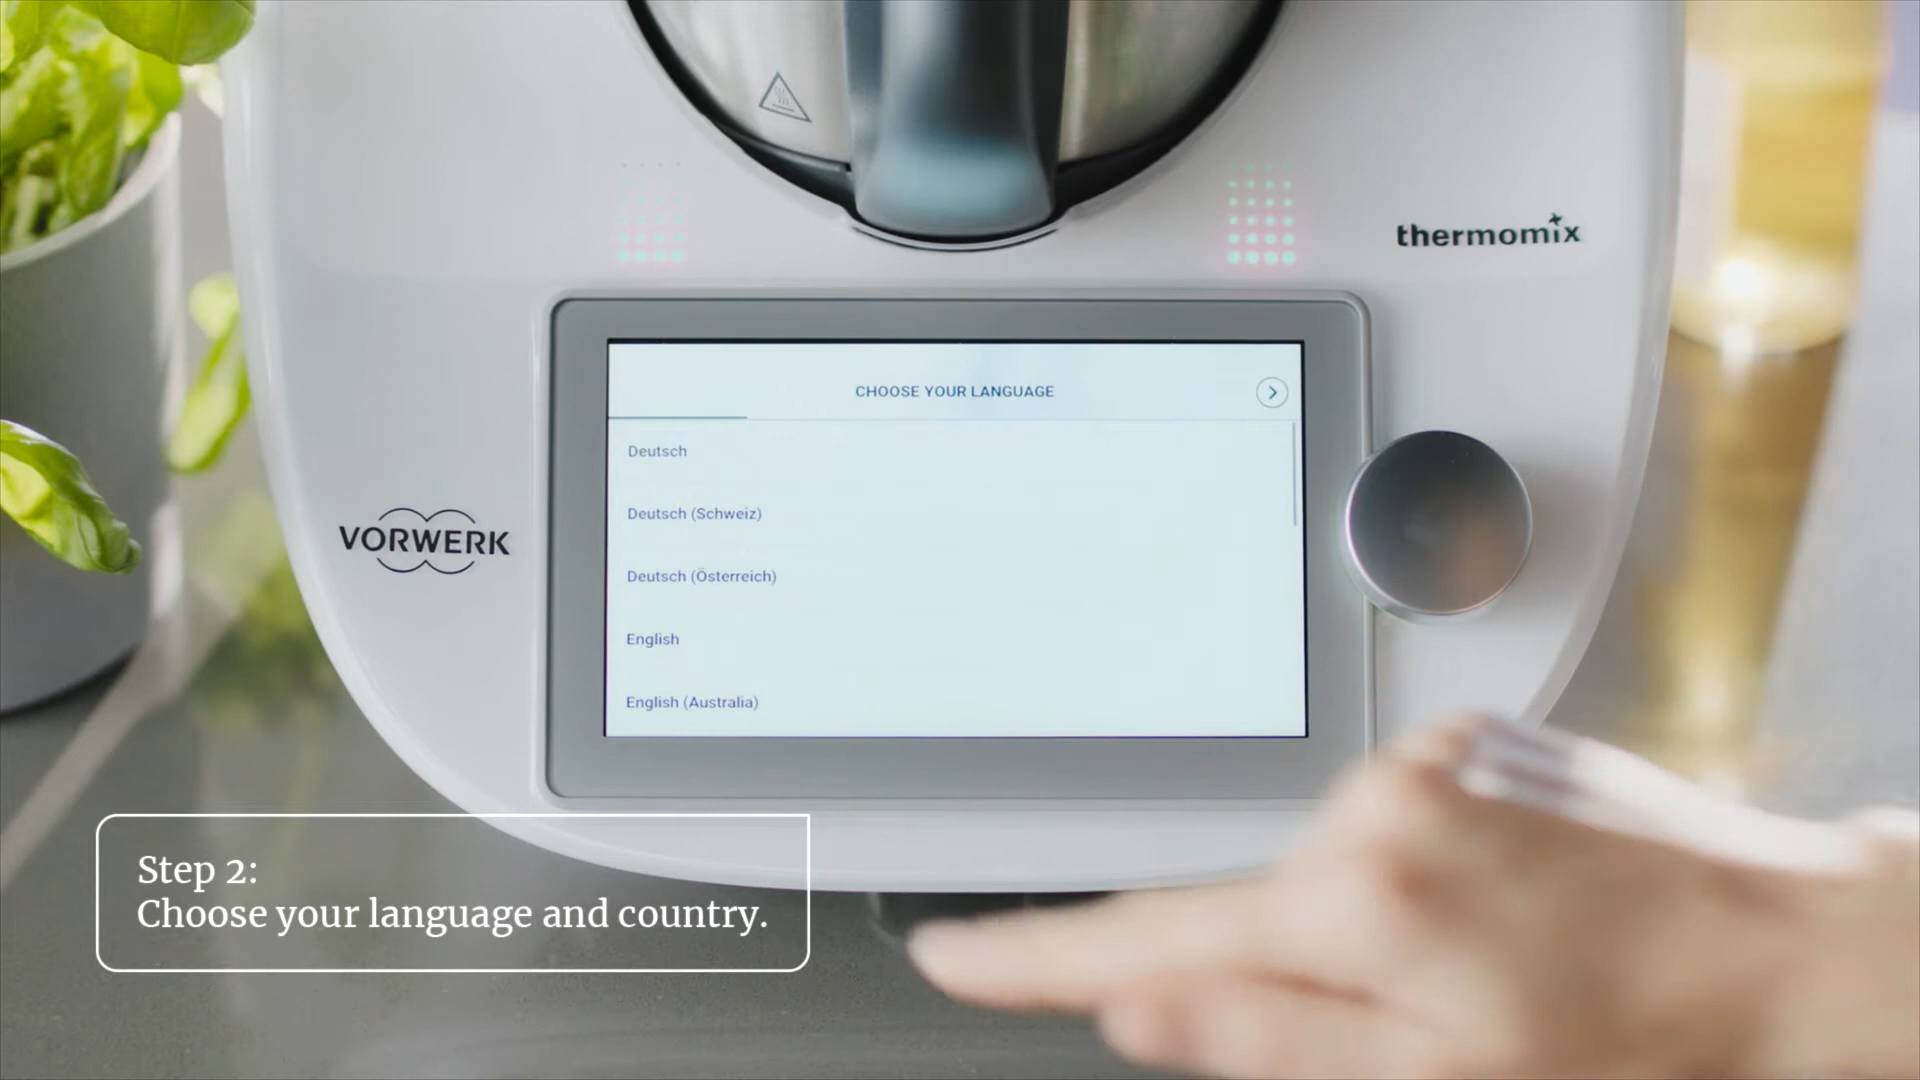 thermomix
VORWERK
CHOOSE YOUR LANGUAGE
Deutsch
Deutsch (Schweiz)
Deutsch (Österreich)
English
English (Australia)
Step 2:
Choose your language and country.